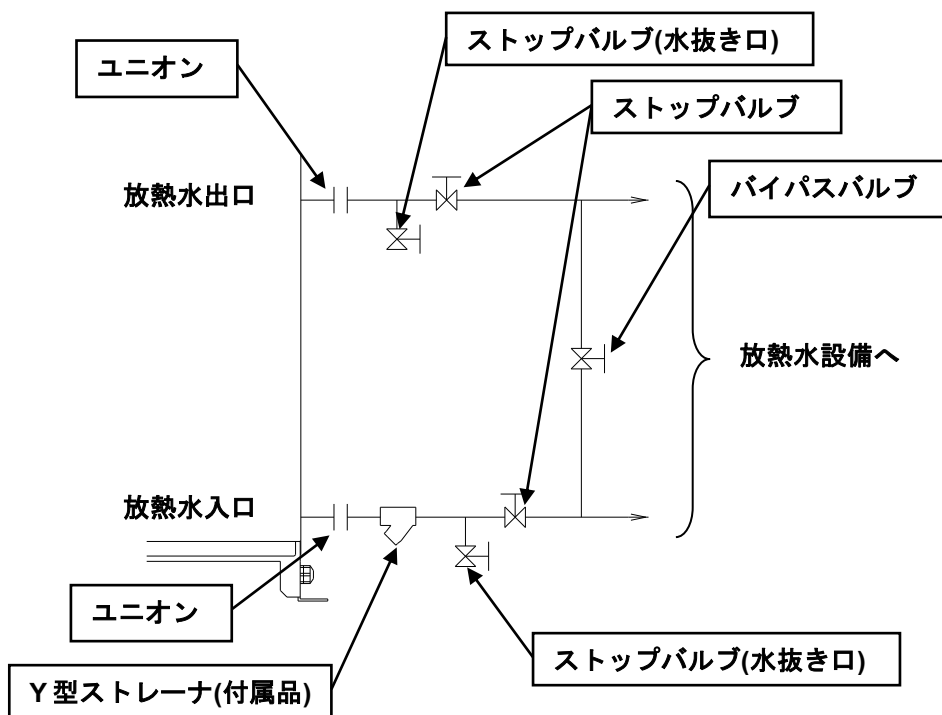 ストップバルブ(水抜き口)
ユニオン
ストップバルブ
放熱水出口
バイパスバルブ
放熱水設備へ
放熱水入口
ユニオン
ストップバルブ(水抜き口)
Y型ストレーナ(付属品)